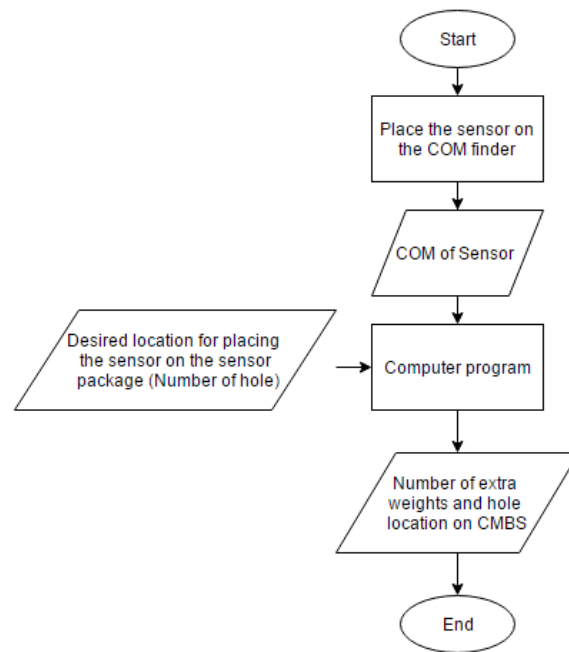 Start
Place the sensor on
the COM finder
COM of Sensor
Desired location for placing
the sensor on the sensor
package (Number of hole)
Computer program
Number of extra
weights and hole
location on CMBS
End